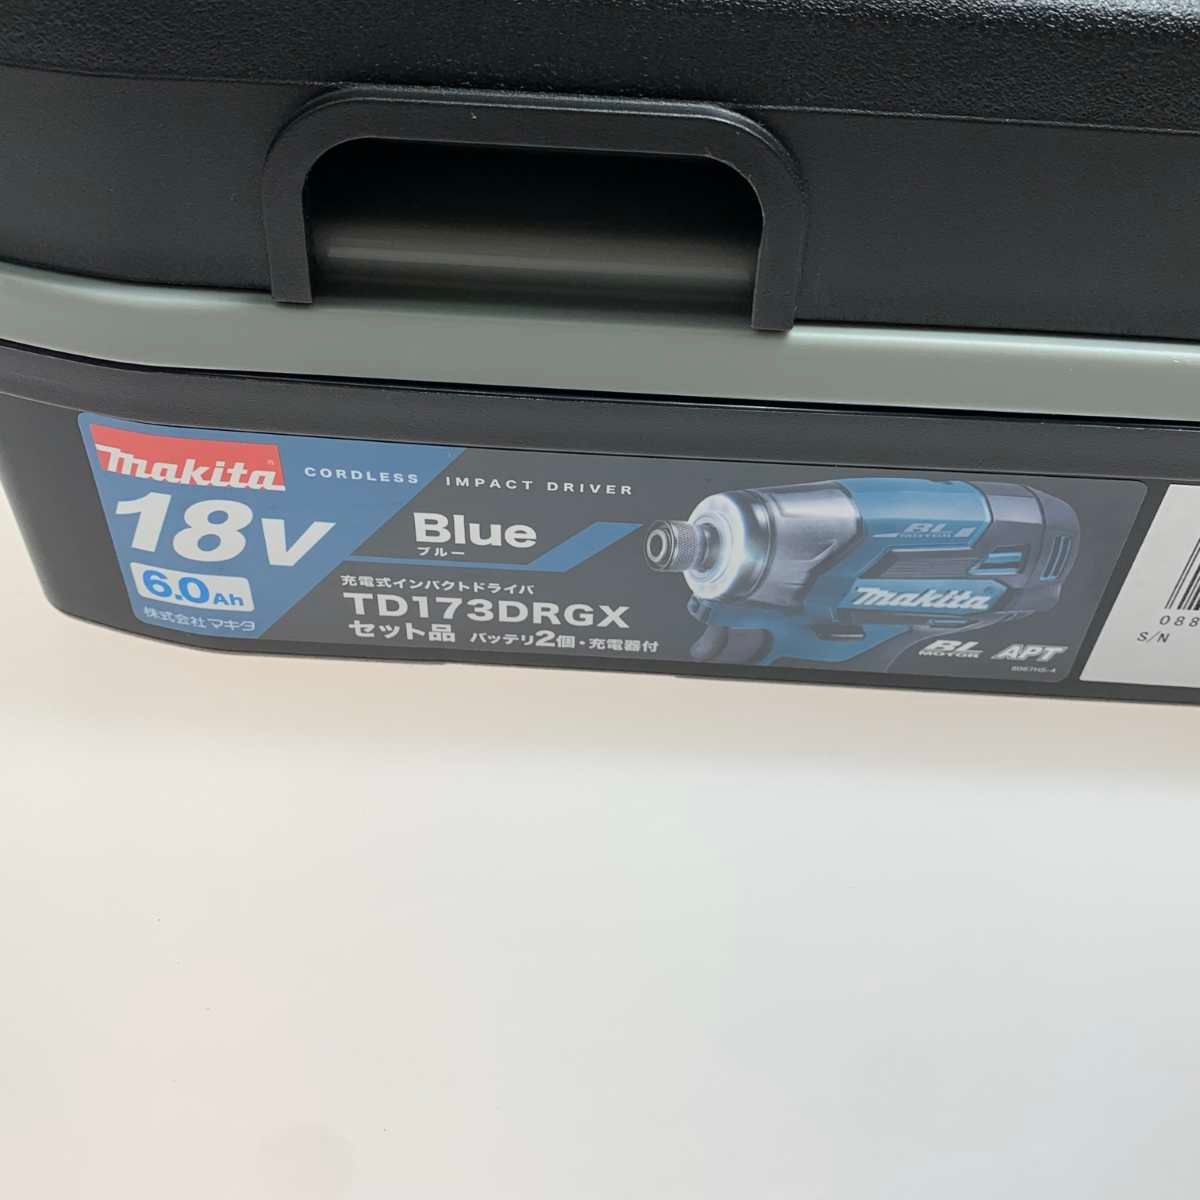 makita
CORDLESS IMPACT DRIVER
18V
6.0Ah
株式会社マキタ
Blue
ブルー
充電式インパクトドライバ
TD173DRGX
セット品 バッテリ2個・充電器付
BL
MOTOR
makita
BL
MOTOR
APT
088
S/N